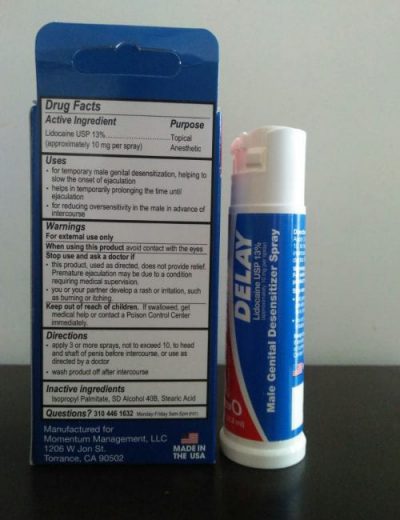 Drug Facts
Active Ingredient Purpose
Lidocaine USP 13%..................Topical
(approximately 10 mg per spray) Anesthetic
Uses
• for temporary male genital desensitization, helping to
slow the onset of ejaculation
• helps in temporarily prolonging the time until
ejaculation
• for reducing oversensitivity in the male in advance of
intercourse
Warnings
For external use only
When using this product avoid contact with the eyes
Stop use and ask a doctor if
• this product, used as directed, does not provide relief.
Premature ejaculation may be due to a condition
requiring medical supervision.
• you or your partner develop a rash or irritation, such
as burning or itching.
Keep out of reach of children. If swallowed, get
medical help or contact a Poison Control Center
immediately.
Directions
• apply 3 or more sprays, not to exceed 10, to head
and shaft of penis before intercourse, or use as
directed by a doctor
• wash product off after intercourse
Inactive ingredients
Isopropyl Palmitate, SD Alcohol 40B, Stearic Acid
Questions? 310 446 1632 Monday-Friday 9am-5pm (PST)
Manufactured for
Momentum Management, LLC
1206 W Jon St.
Torrance, CA 90502
MADE IN
THE USA
DELAY
Lidocaine USP 13%
Male Genital Desensitizer Spray